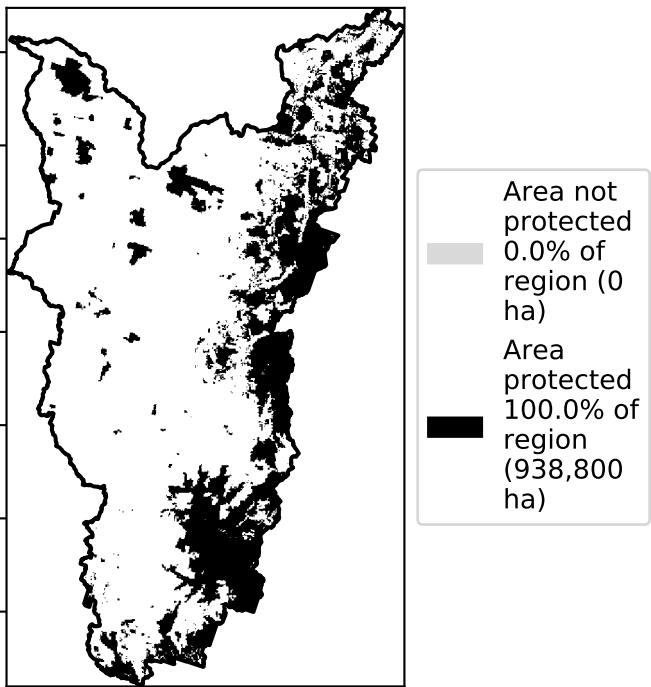 Area not
protected
0.0% of
region (0
ha)
Area
protected
100.0% of
region
(938,800
ha)